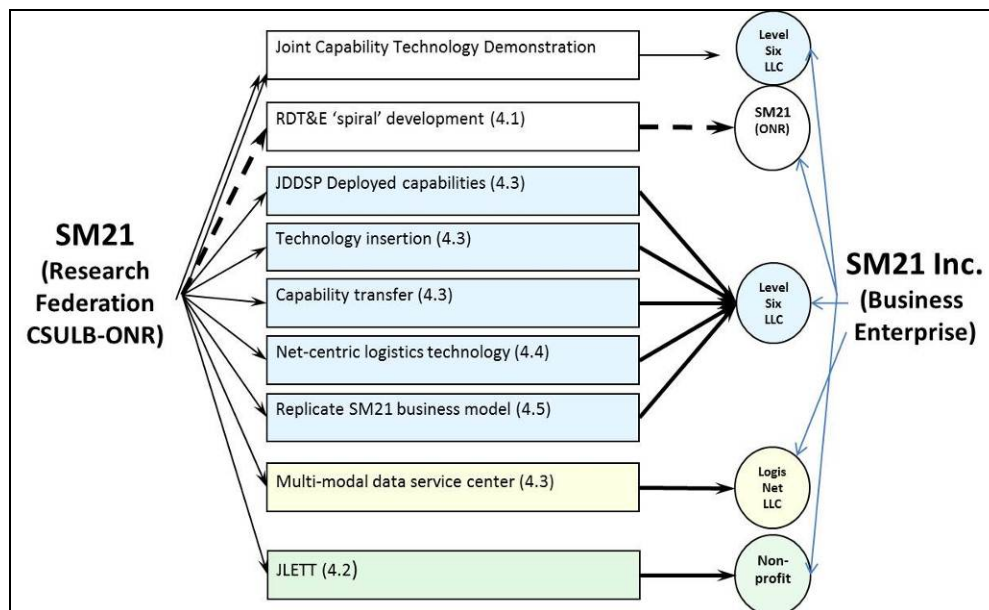 Joint Capability Technology Demonstration
Level
Six
LLC
RDT&E ‘spiral’ development (4.1)
SM21
(ONR)
JDDSP Deployed capabilities (4.3)
Technology insertion (4.3)
SM21
(Research
Federation
CSULB-ONR)
Capability transfer (4.3)
Level
Six
LLC
SM21 Inc.
(Business
Enterprise)
Net-centric logistics technology (4.4)
Replicate SM21 business model (4.5)
Multi-modal data service center (4.3)
Logis
Net
LLC
JLETT (4.2)
Non-
profit